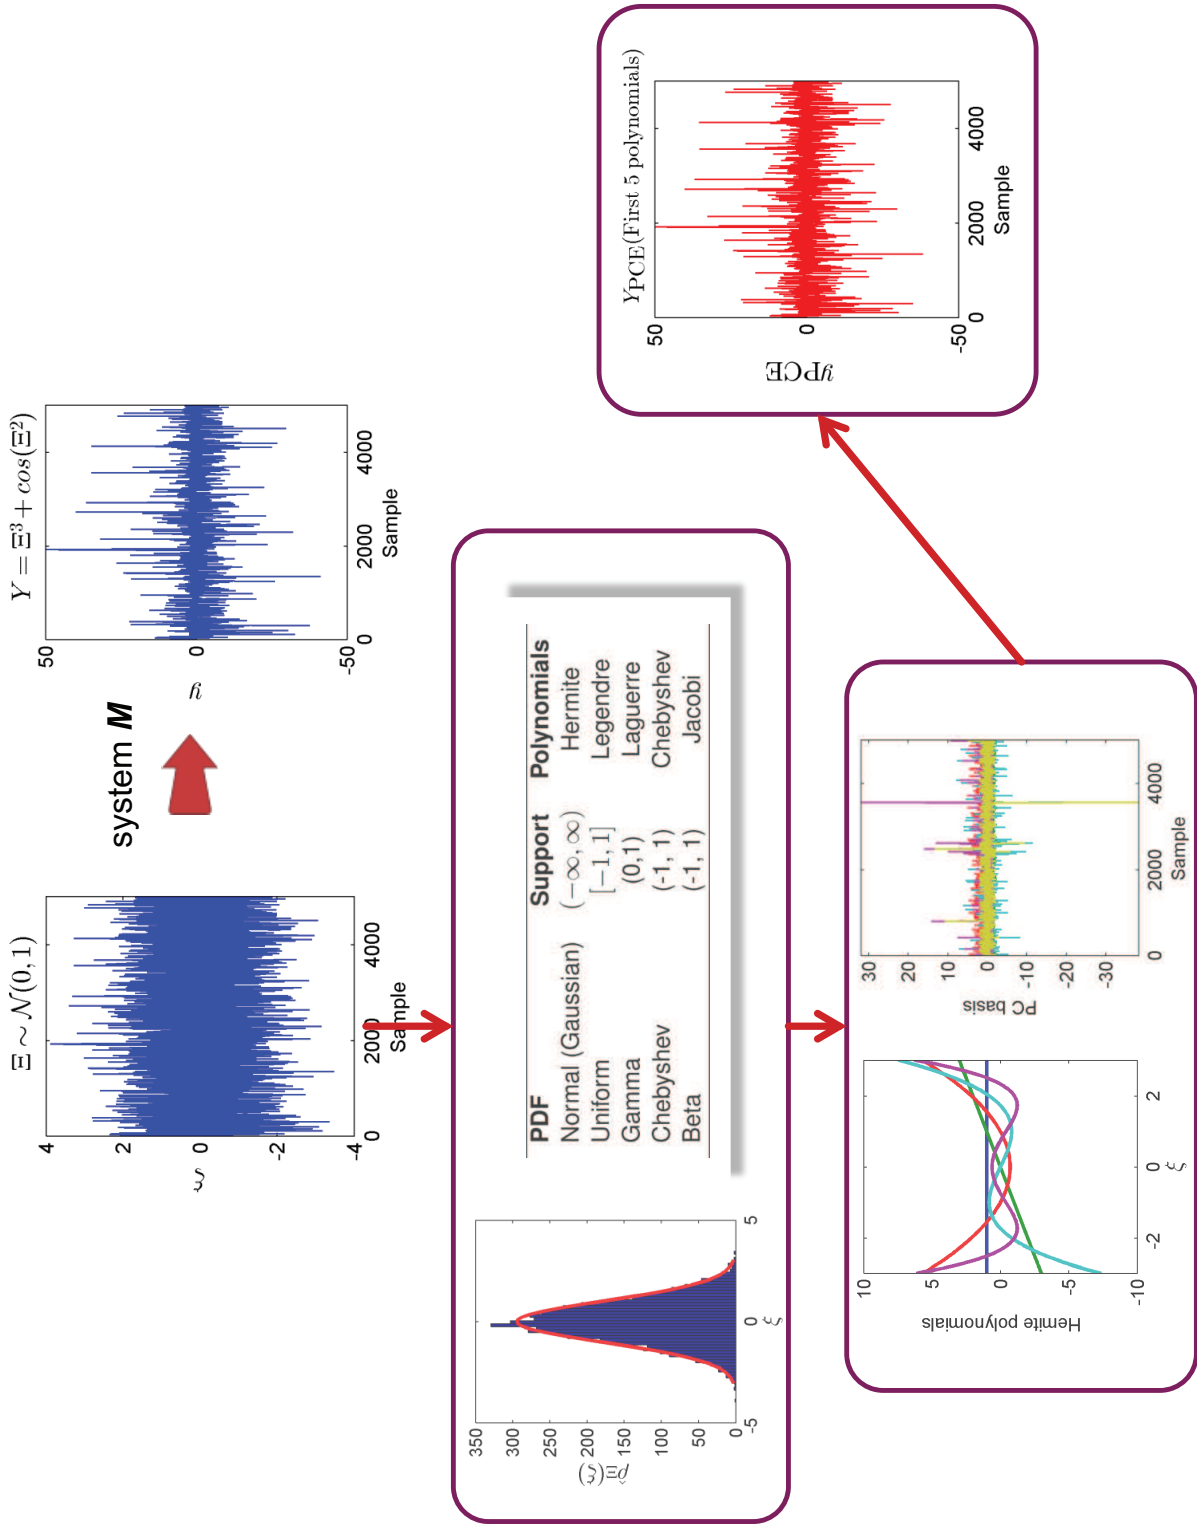 Ξ ∼ N(0, 1)
4
2
0
-2
-4
ξ
0
2000
4000
Sample
system M
Y = Ξ³ + cos(Ξ²)
50
0
-50
y
0
2000
4000
Sample
350
300
250
200
150
100
50
0
ρ̂Ξ(ξ)
-5
0
5
ξ
PDF Support Polynomials
Normal (Gaussian) (−∞, ∞) Hermite
Uniform [−1, 1] Legendre
Gamma (0,1) Laguerre
Chebyshev (-1, 1) Chebyshev
Beta (-1, 1) Jacobi
10
5
0
-5
-10
Hemite polynomials
-2
0
2
ξ
30
20
10
0
-10
-20
-30
PC basis
0
2000
4000
Sample
YPCE(First 5 polynomials)
50
0
-50
yPCE
0
2000
4000
Sample